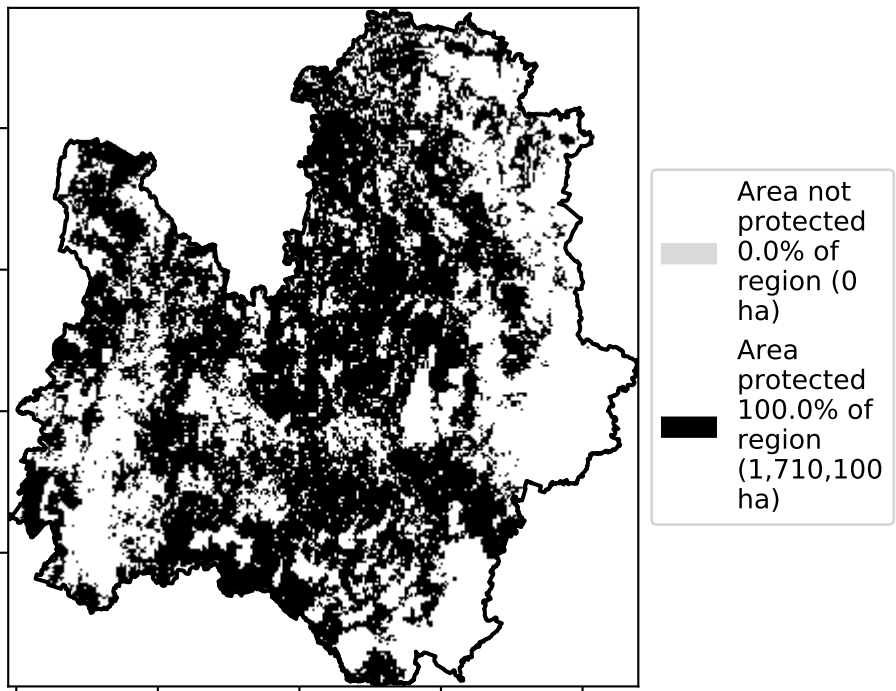 Area not
protected
0.0% of
region (0
ha)
Area
protected
100.0% of
region
(1,710,100
ha)